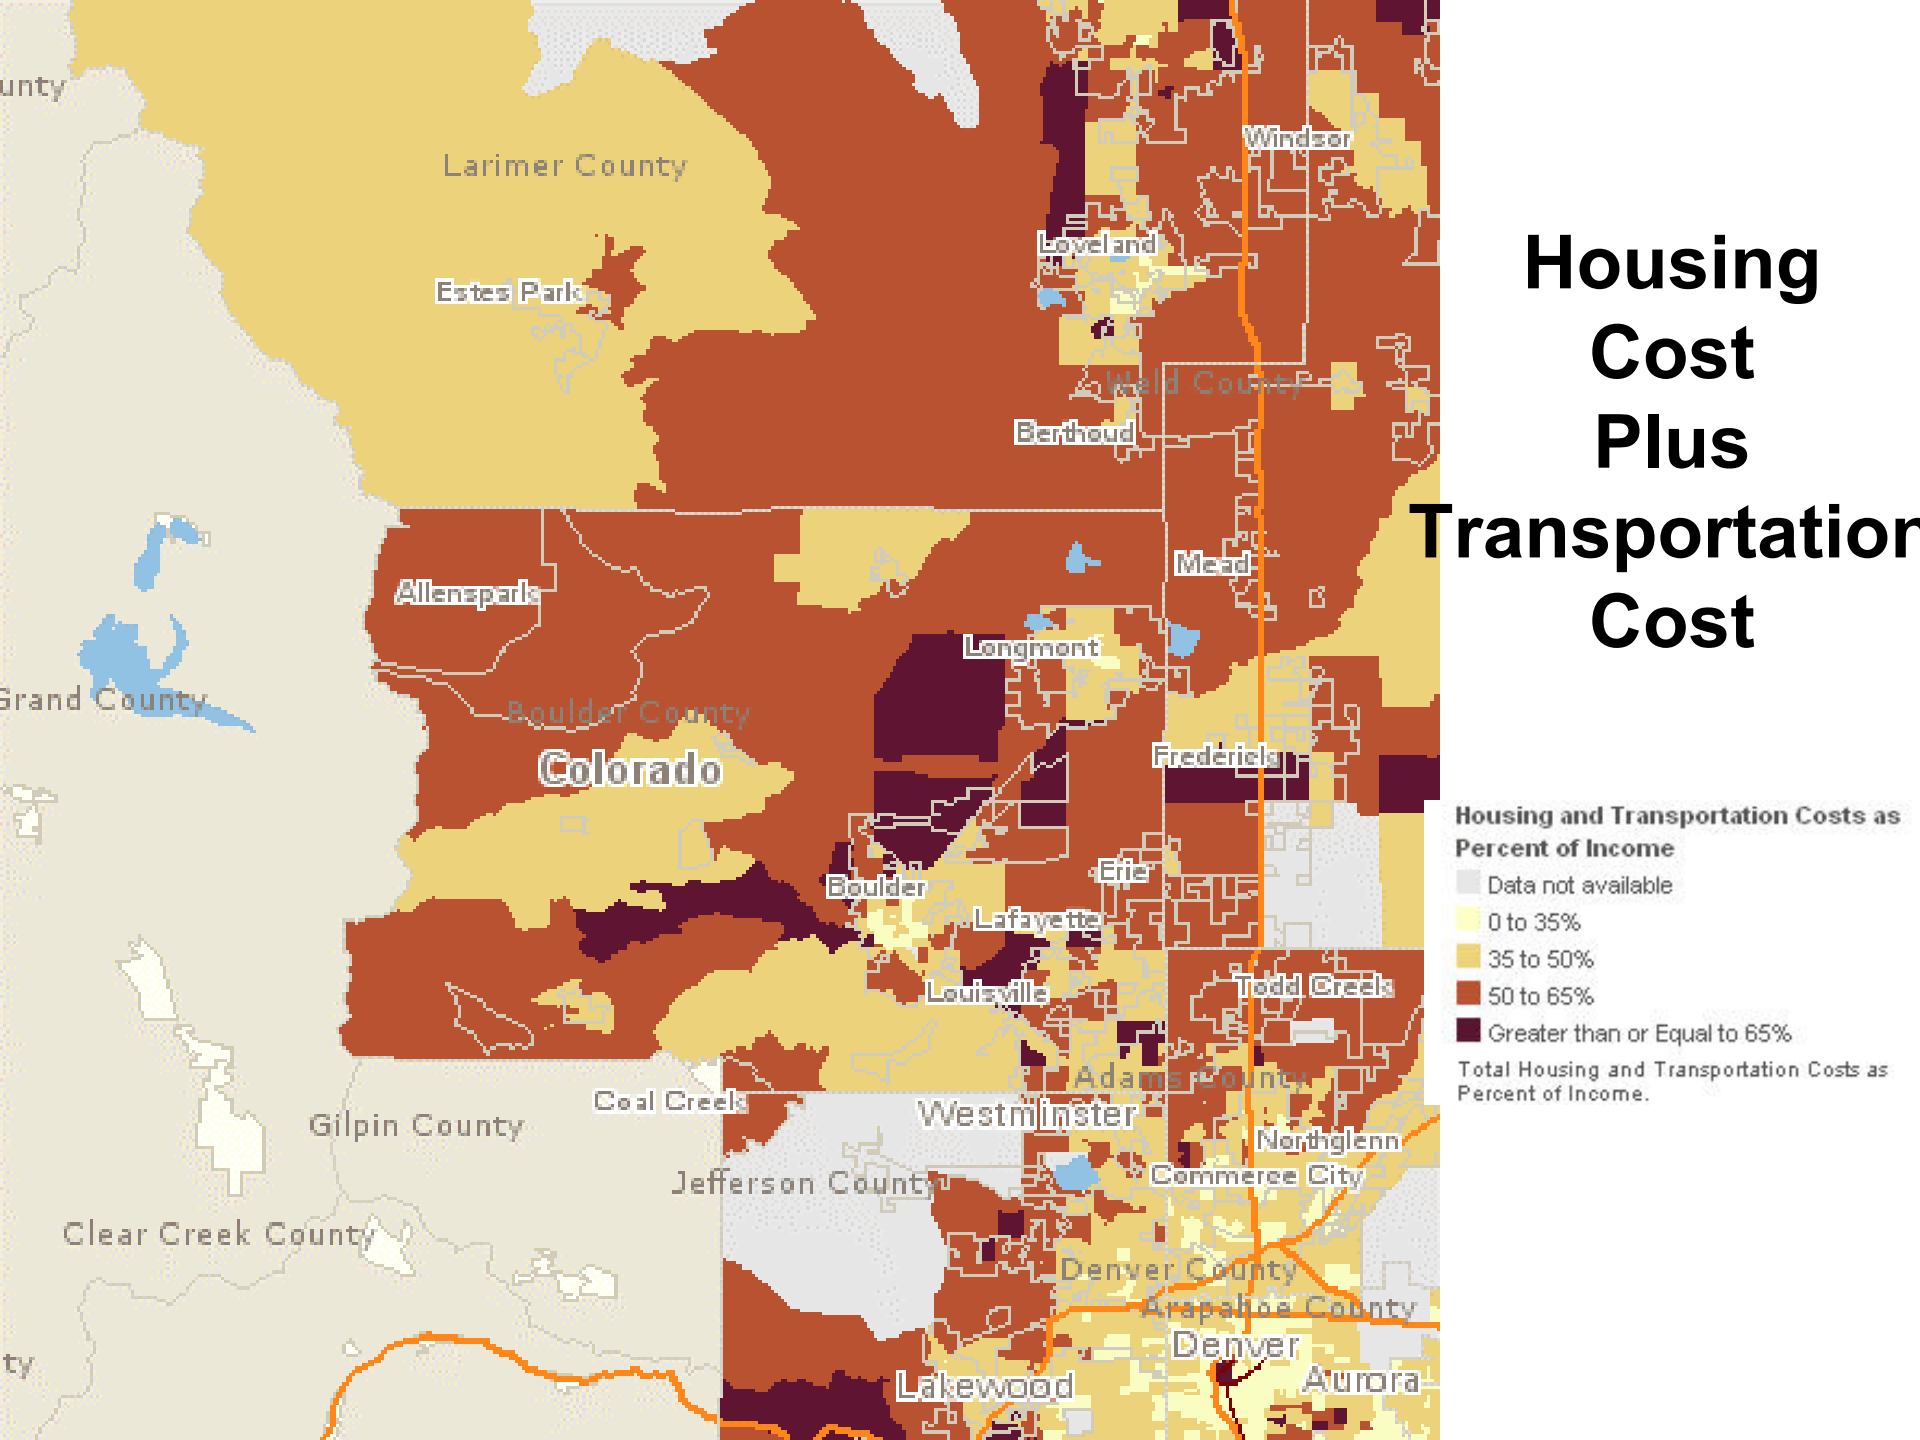 unty
Larimer County
Windsor
Loveland
Estes Park
Weld County
Berthoud
Mead
Allenspark
Longmont
Grand County
Boulder County
Colorado
Frederick
Erie
Boulder
Lafayette
Louisville
Todd Creek
Adams County
Coal Creek
Westminster
Gilpin County
Northglenn
Commerce City
Jefferson County
Clear Creek County
Denver County
Arapahoe County
Denver
ty
Lakewood
Aurora
Housing
Cost
Plus
Transportation
Cost
Housing and Transportation Costs as
Percent of Income
Data not available
0 to 35%
35 to 50%
50 to 65%
Greater than or Equal to 65%
Total Housing and Transportation Costs as
Percent of Income.